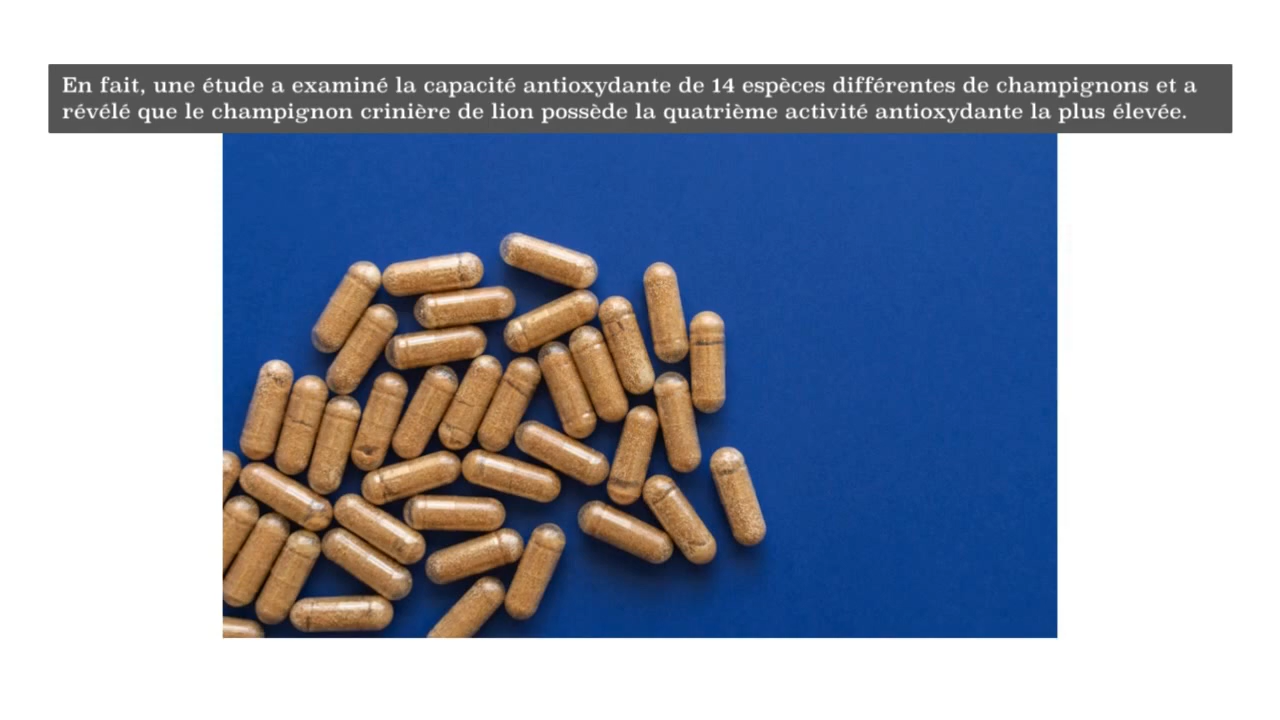 En fait, une étude a examiné la capacité antioxydante de 14 espèces différentes de champignons et a
révélé que le champignon crinière de lion possède la quatrième activité antioxydante la plus élevée.